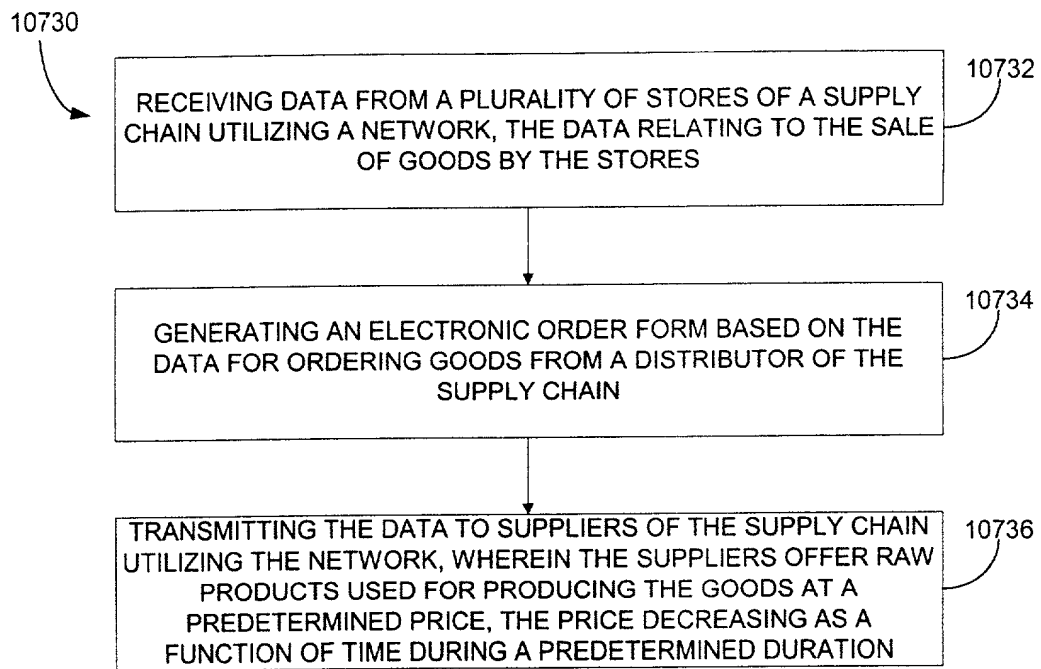 10730
10732
RECEIVING DATA FROM A PLURALITY OF STORES OF A SUPPLY
CHAIN UTILIZING A NETWORK, THE DATA RELATING TO THE SALE
OF GOODS BY THE STORES
10734
GENERATING AN ELECTRONIC ORDER FORM BASED ON THE
DATA FOR ORDERING GOODS FROM A DISTRIBUTOR OF THE
SUPPLY CHAIN
10736
TRANSMITTING THE DATA TO SUPPLIERS OF THE SUPPLY CHAIN
UTILIZING THE NETWORK, WHEREIN THE SUPPLIERS OFFER RAW
PRODUCTS USED FOR PRODUCING THE GOODS AT A
PREDETERMINED PRICE, THE PRICE DECREASING AS A
FUNCTION OF TIME DURING A PREDETERMINED DURATION